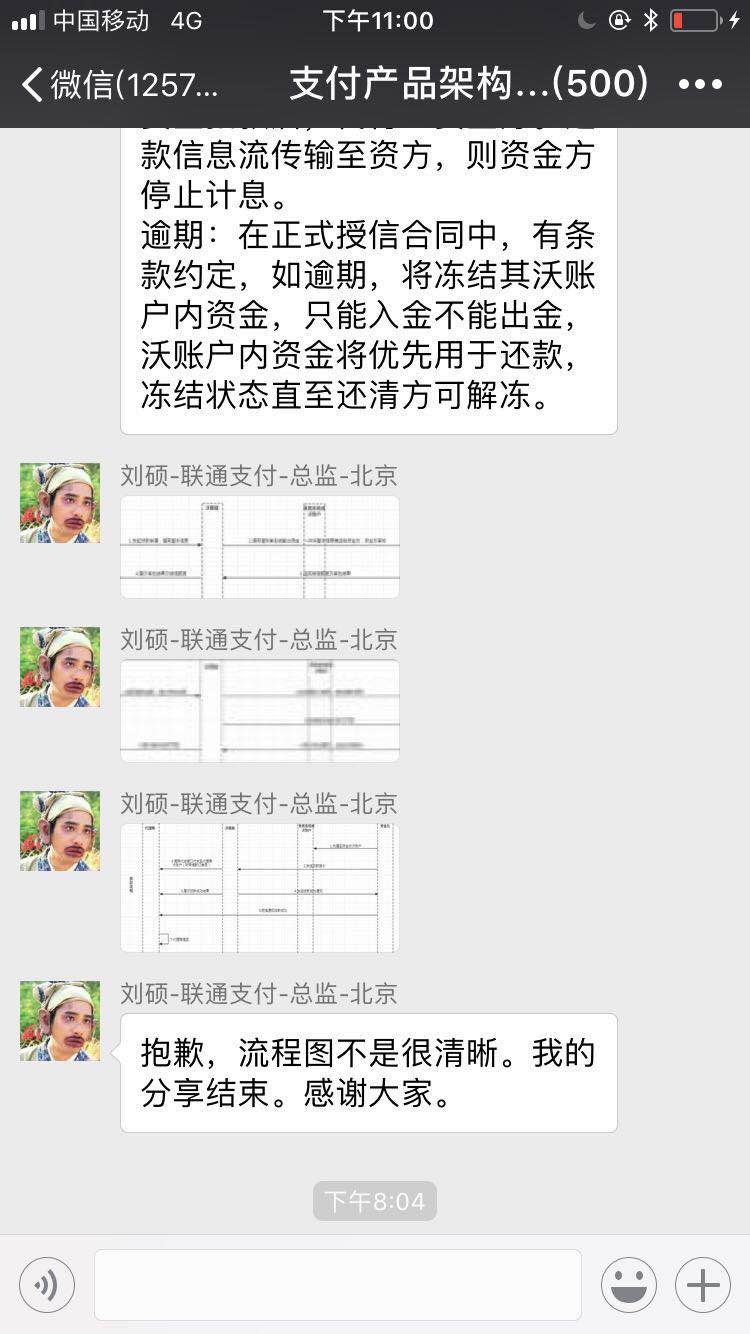 中国移动 4G 下午11:00
微信(1257... 支付产品架构...(500)
款信息流传输至资方，则资金方
停止计息。
逾期：在正式授信合同中，有条
款约定，如逾期，将冻结其沃账
户内资金，只能入金不能出金，
沃账户内资金将优先用于还款，
冻结状态直至还清方可解冻。
刘硕-联通支付-总监-北京
刘硕-联通支付-总监-北京
刘硕-联通支付-总监-北京
刘硕-联通支付-总监-北京
抱歉，流程图不是很清晰。我的
分享结束。感谢大家。
下午8:04